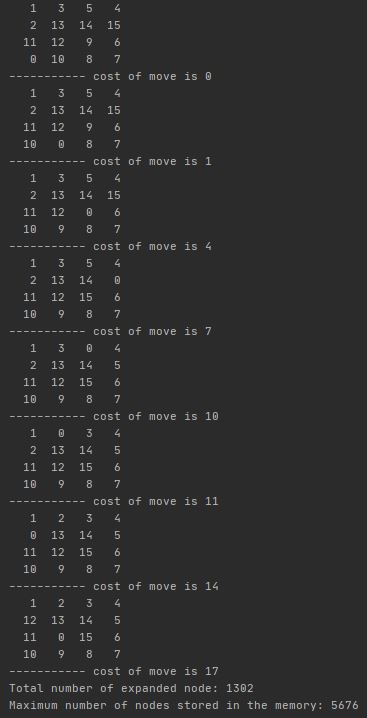 1 3 5 4
2 13 14 15
11 12 9 6
0 10 8 7
----------- cost of move is 0
1 3 5 4
2 13 14 15
11 12 9 6
10 0 8 7
----------- cost of move is 1
1 3 5 4
2 13 14 15
11 12 0 6
10 9 8 7
----------- cost of move is 4
1 3 5 4
2 13 14 0
11 12 15 6
10 9 8 7
----------- cost of move is 7
1 3 0 4
2 13 14 5
11 12 15 6
10 9 8 7
----------- cost of move is 10
1 0 3 4
2 13 14 5
11 12 15 6
10 9 8 7
----------- cost of move is 11
1 2 3 4
0 13 14 5
11 12 15 6
10 9 8 7
----------- cost of move is 14
1 2 3 4
12 13 14 5
11 0 15 6
10 9 8 7
----------- cost of move is 17
Total number of expanded node: 1302
Maximum number of nodes stored in the memory: 5676